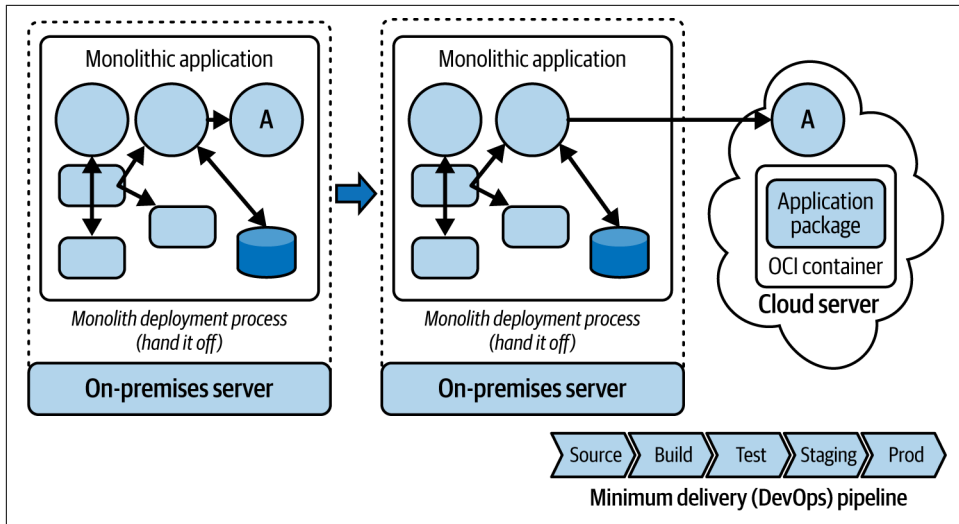 Monolithic application
A
Monolith deployment process
(hand it off)
On-premises server
Monolithic application
Monolith deployment process
(hand it off)
On-premises server
A
Application
package
OCI container
Cloud server
Source
Build
Test
Staging
Prod
Minimum delivery (DevOps) pipeline